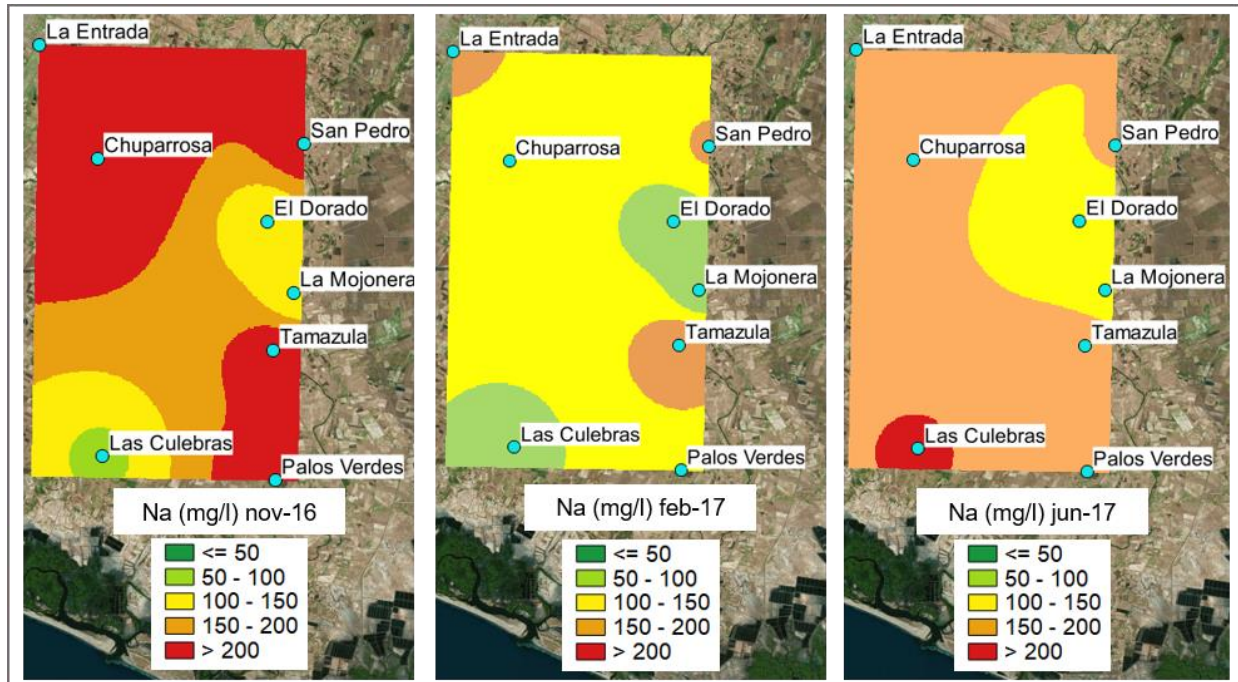 La Entrada
Chuparrosa
San Pedro
El Dorado
La Mojonera
Tamazula
Las Culebras
Palos Verdes
Na (mg/l) nov-16
<= 50
50 - 100
100 - 150
150 - 200
> 200
La Entrada
Chuparrosa
San Pedro
El Dorado
La Mojonera
Tamazula
Las Culebras
Palos Verdes
Na (mg/l) feb-17
<= 50
50 - 100
100 - 150
150 - 200
> 200
La Entrada
Chuparrosa
San Pedro
El Dorado
La Mojonera
Tamazula
Las Culebras
Palos Verdes
Na (mg/l) jun-17
<= 50
50 - 100
100 - 150
150 - 200
> 200